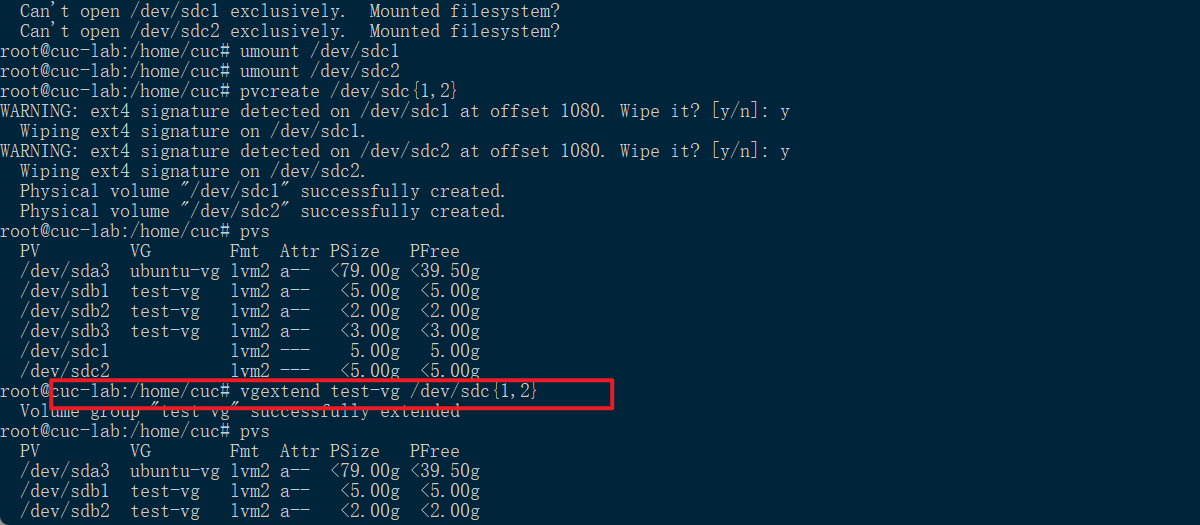 Can't open /dev/sdc1 exclusively.  Mounted filesystem?
Can't open /dev/sdc2 exclusively.  Mounted filesystem?
root@cuc-lab:/home/cuc# umount /dev/sdc1
root@cuc-lab:/home/cuc# umount /dev/sdc2
root@cuc-lab:/home/cuc# pvcreate /dev/sdc{1,2}
WARNING: ext4 signature detected on /dev/sdc1 at offset 1080. Wipe it? [y/n]: y
  Wiping ext4 signature on /dev/sdc1.
WARNING: ext4 signature detected on /dev/sdc2 at offset 1080. Wipe it? [y/n]: y
  Wiping ext4 signature on /dev/sdc2.
  Physical volume "/dev/sdc1" successfully created.
  Physical volume "/dev/sdc2" successfully created.
root@cuc-lab:/home/cuc# pvs
  PV         VG        Fmt  Attr PSize   PFree
  /dev/sda3  ubuntu-vg lvm2 a--  <79.00g <39.50g
  /dev/sdb1  test-vg   lvm2 a--   <5.00g  <5.00g
  /dev/sdb2  test-vg   lvm2 a--   <2.00g  <2.00g
  /dev/sdb3  test-vg   lvm2 a--   <3.00g  <3.00g
  /dev/sdc1            lvm2 ---    5.00g   5.00g
  /dev/sdc2            lvm2 ---   <5.00g  <5.00g
root@cuc-lab:/home/cuc# vgextend test-vg /dev/sdc{1,2}
  Volume group "test-vg" successfully extended
root@cuc-lab:/home/cuc# pvs
  PV         VG        Fmt  Attr PSize   PFree
  /dev/sda3  ubuntu-vg lvm2 a--  <79.00g <39.50g
  /dev/sdb1  test-vg   lvm2 a--   <5.00g  <5.00g
  /dev/sdb2  test-vg   lvm2 a--   <2.00g  <2.00g